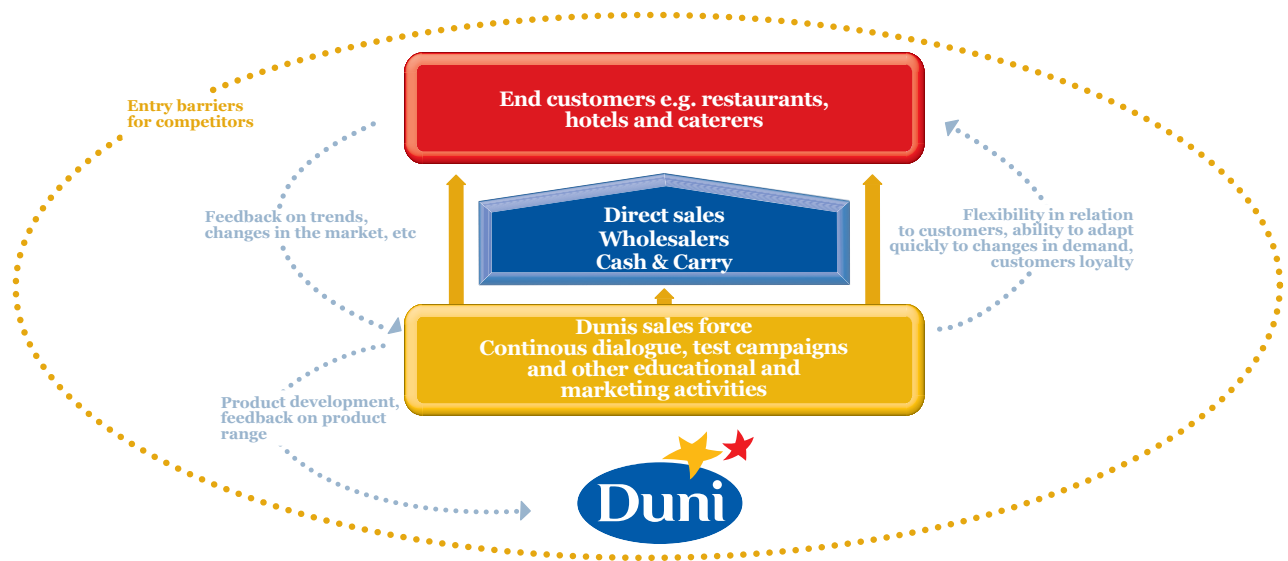 End customers e.g. restaurants,
hotels and caterers
Entry barriers
for competitors
Direct sales
Wholesalers
Cash & Carry
Feedback on trends,
changes in the market, etc
Flexibility in relation
to customers, ability to adapt
quickly to changes in demand,
customers loyalty
Dunis sales force
Continous dialogue, test campaigns
and other educational and
marketing activities
Product development,
feedback on product
range
Duni